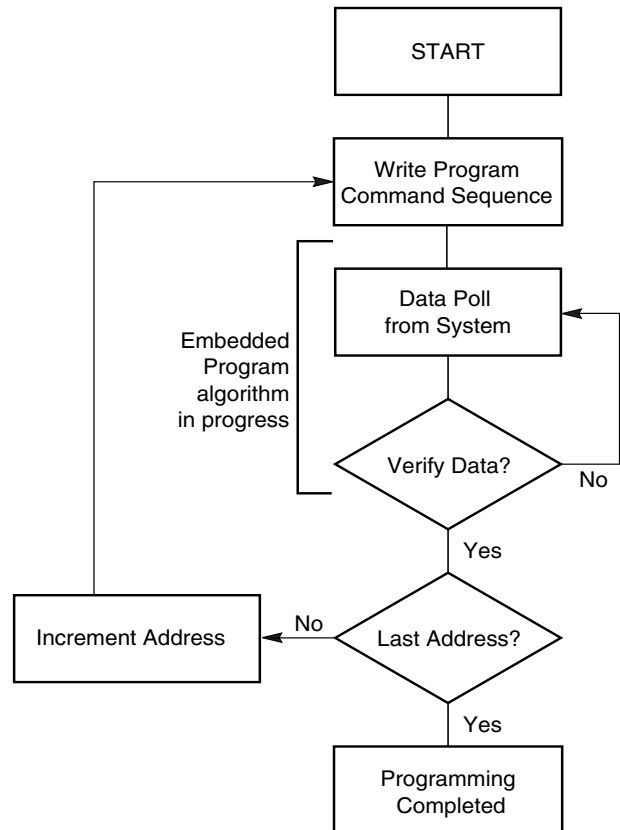 START
Write Program
Command Sequence
Data Poll
from System
Embedded
Program
algorithm
in progress
Verify Data?
No
Yes
Increment Address
No
Last Address?
Yes
Programming
Completed